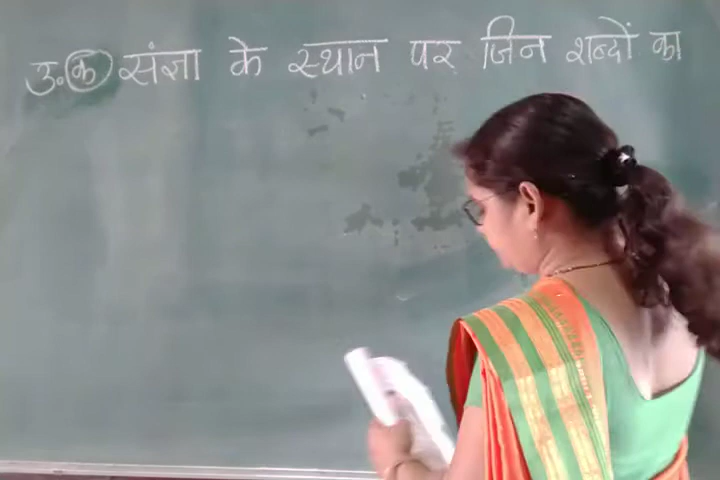 उ.क संज्ञा के स्थान पर जिन शब्दों का